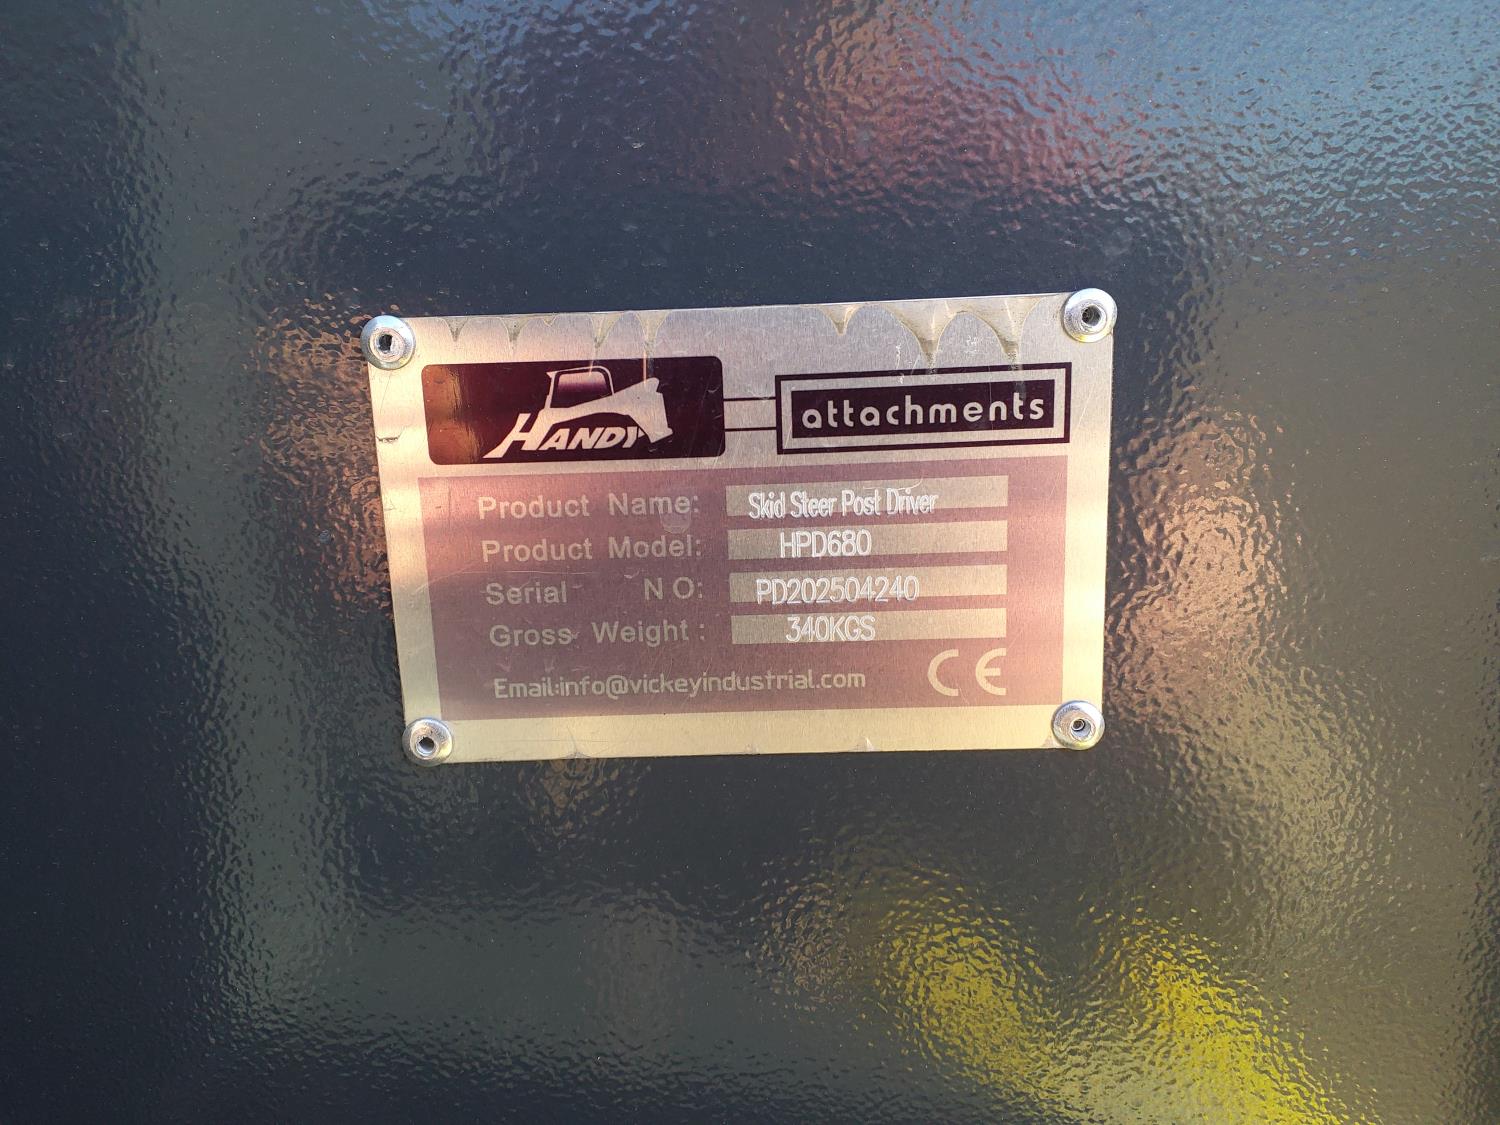 HANDY
attachments
Product Name: Skid Steer Post Driver
Product Model: HPD680
Serial NO: PD202504240
Gross Weight: 340KGS
Email:info@vickeyindustrial.com CE